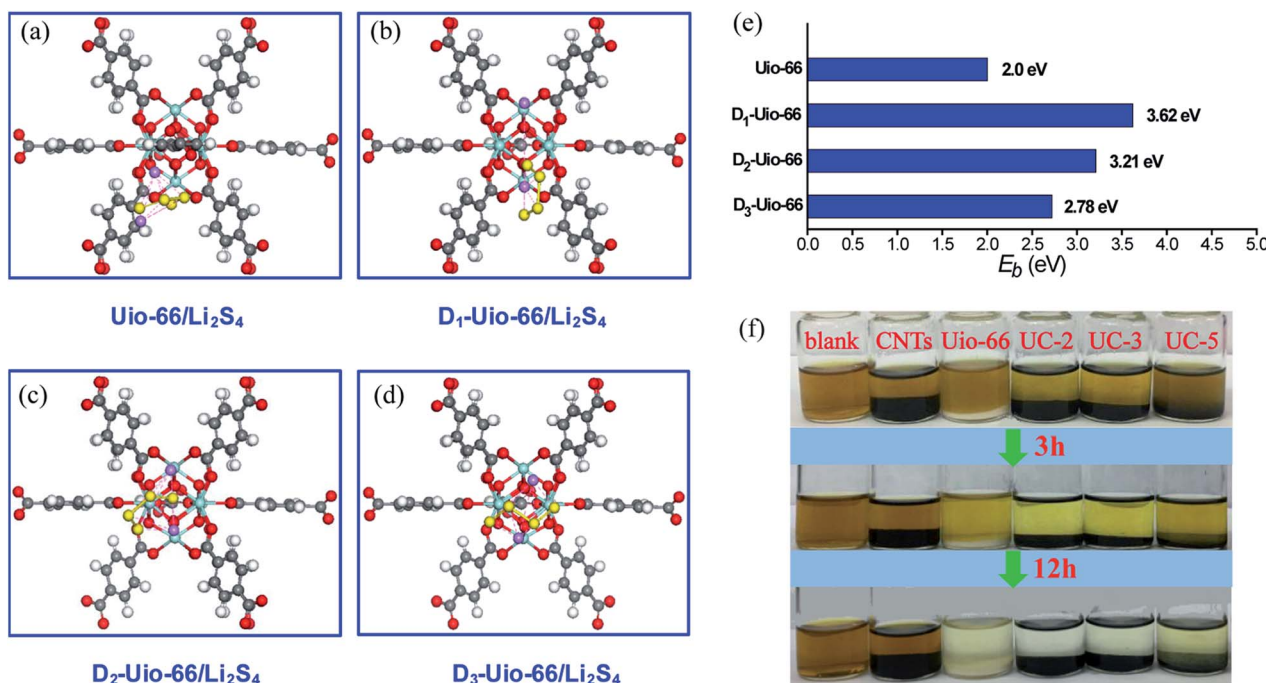 (a)
Uio-66/Li₂S₄
(b)
D₁-Uio-66/Li₂S₄
(c)
D₂-Uio-66/Li₂S₄
(d)
D₃-Uio-66/Li₂S₄
(e)
Uio-66 2.0 eV
D₁-Uio-66 3.62 eV
D₂-Uio-66 3.21 eV
D₃-Uio-66 2.78 eV
0.0 0.5 1.0 1.5 2.0 2.5 3.0 3.5 4.0 4.5 5.0
E_b (eV)
(f)
blank CNTs Uio-66 UC-2 UC-3 UC-5
3h
12h